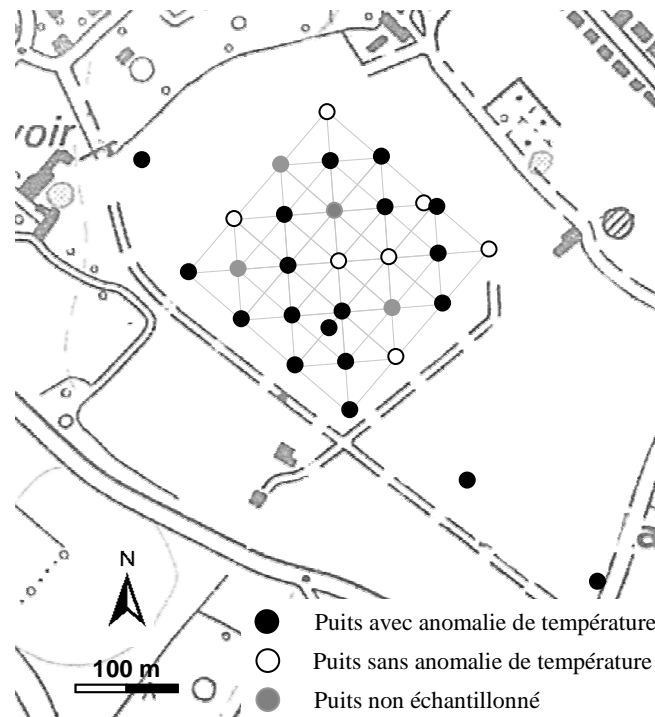 voir
N
100 m
Puits avec anomalie de température
Puits sans anomalie de température
Puits non échantillonné